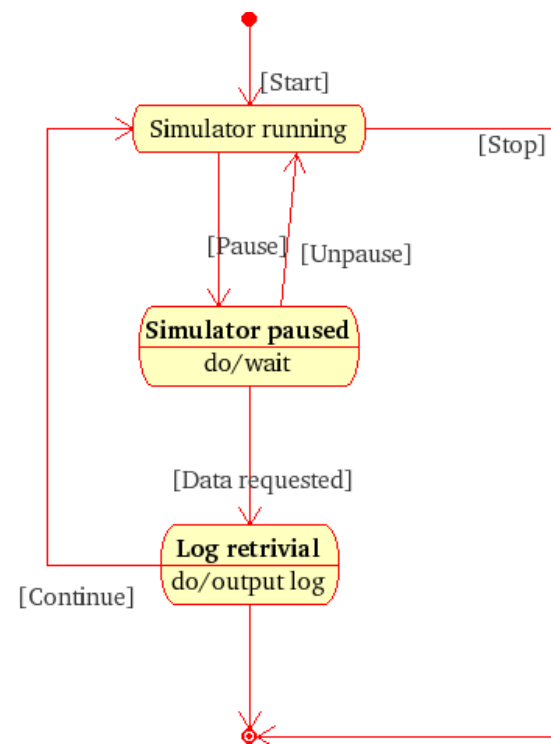 [Start]
Simulator running
[Stop]
[Pause]
[Unpause]
Simulator paused
do/wait
[Data requested]
Log retrivial
do/output log
[Continue]